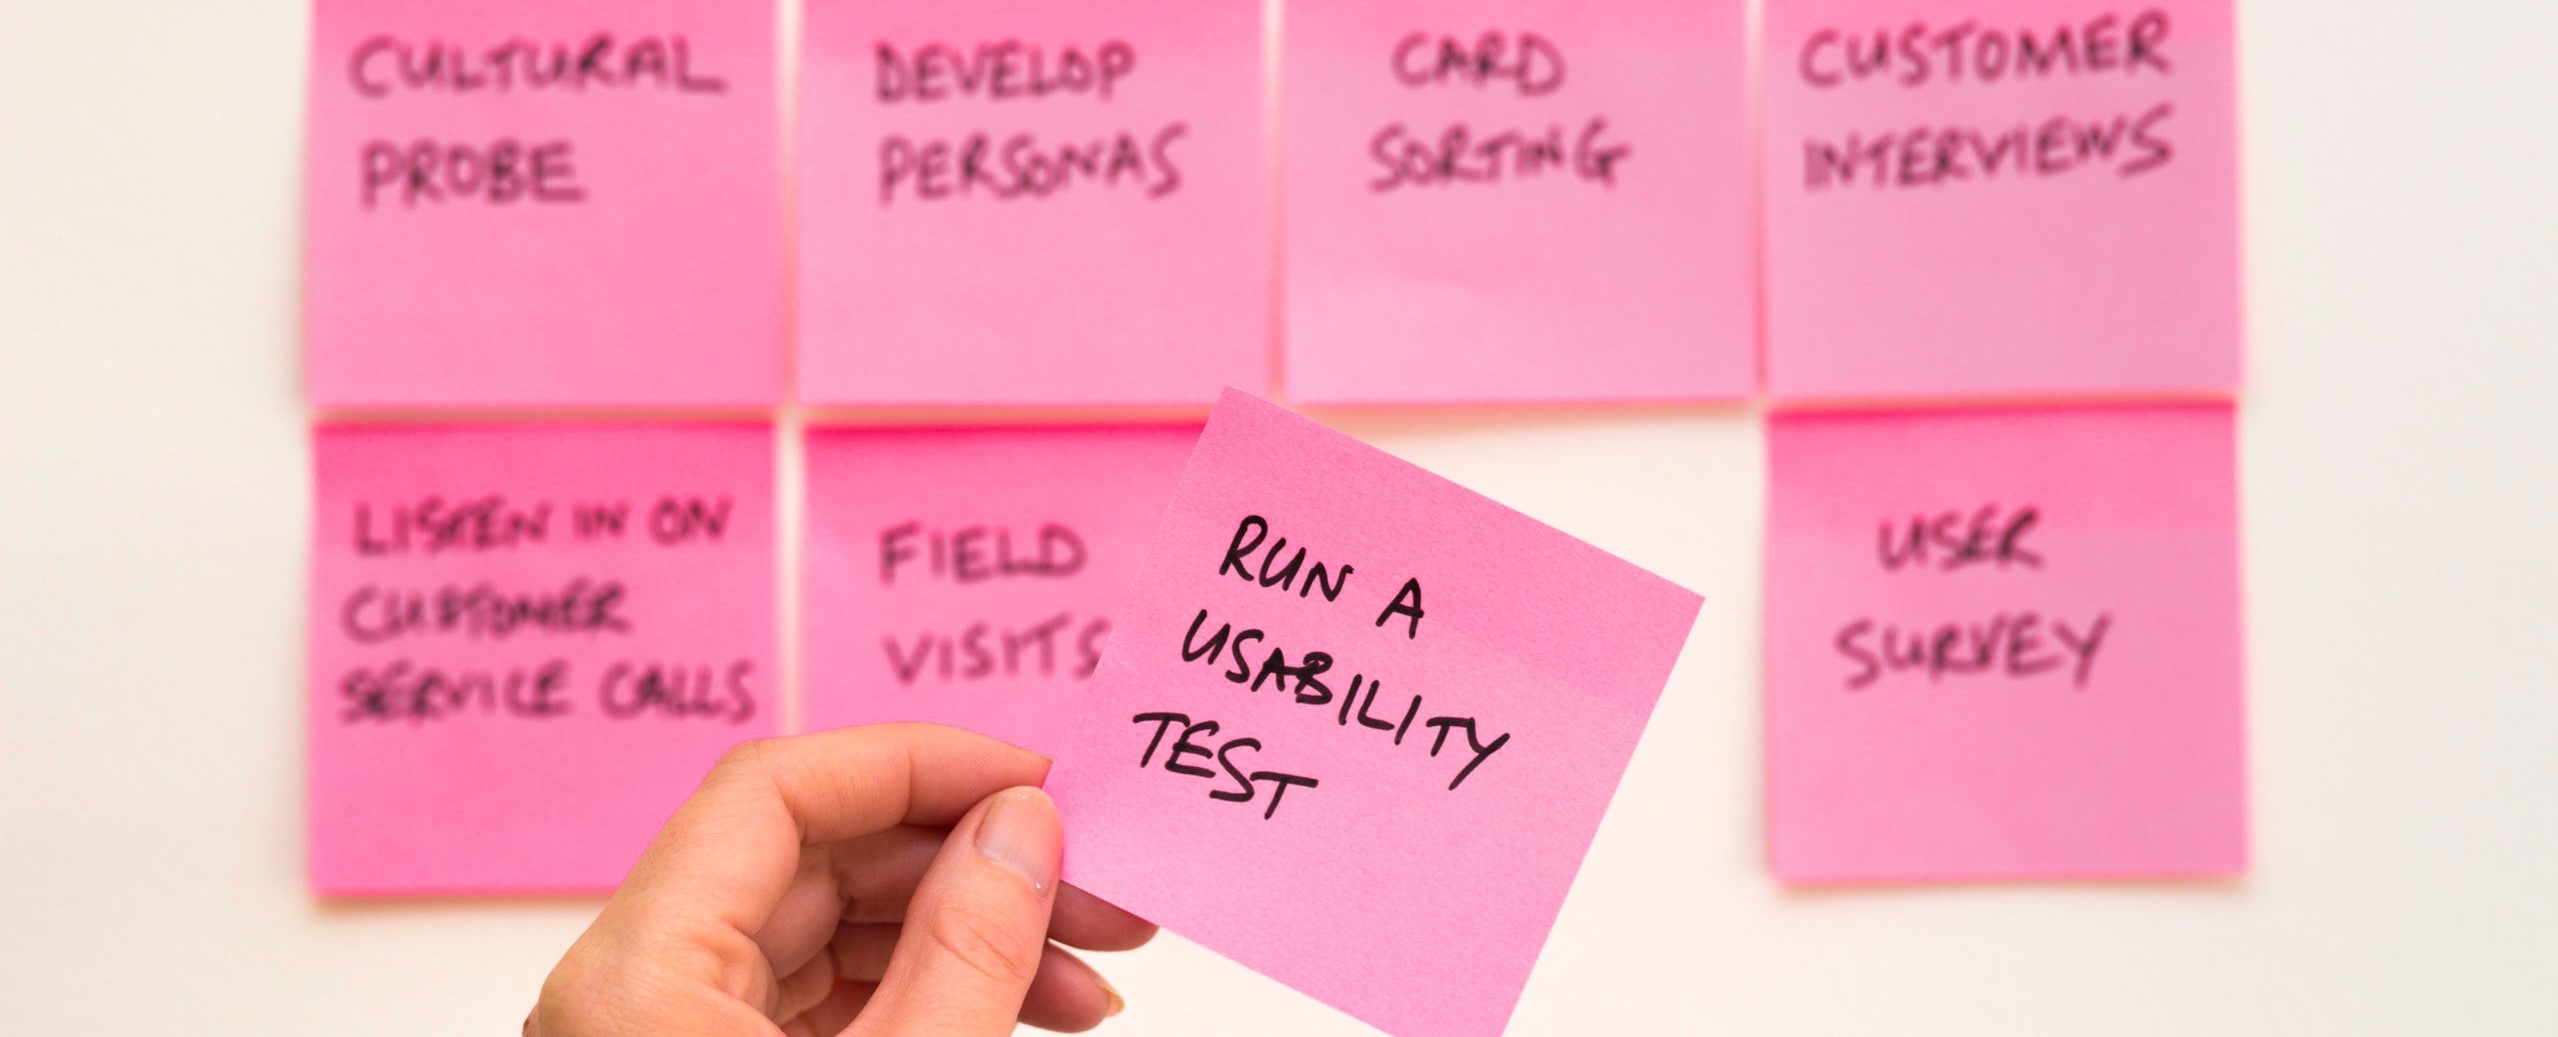 CULTURAL
PROBE
DEVELOP
PERSONAS
CARD
SORTING
CUSTOMER
INTERVIEWS
LISTEN IN ON
CUSTOMER
SERVICE CALLS
FIELD
VISITS
RUN A
USABILITY
TEST
USER
SURVEY